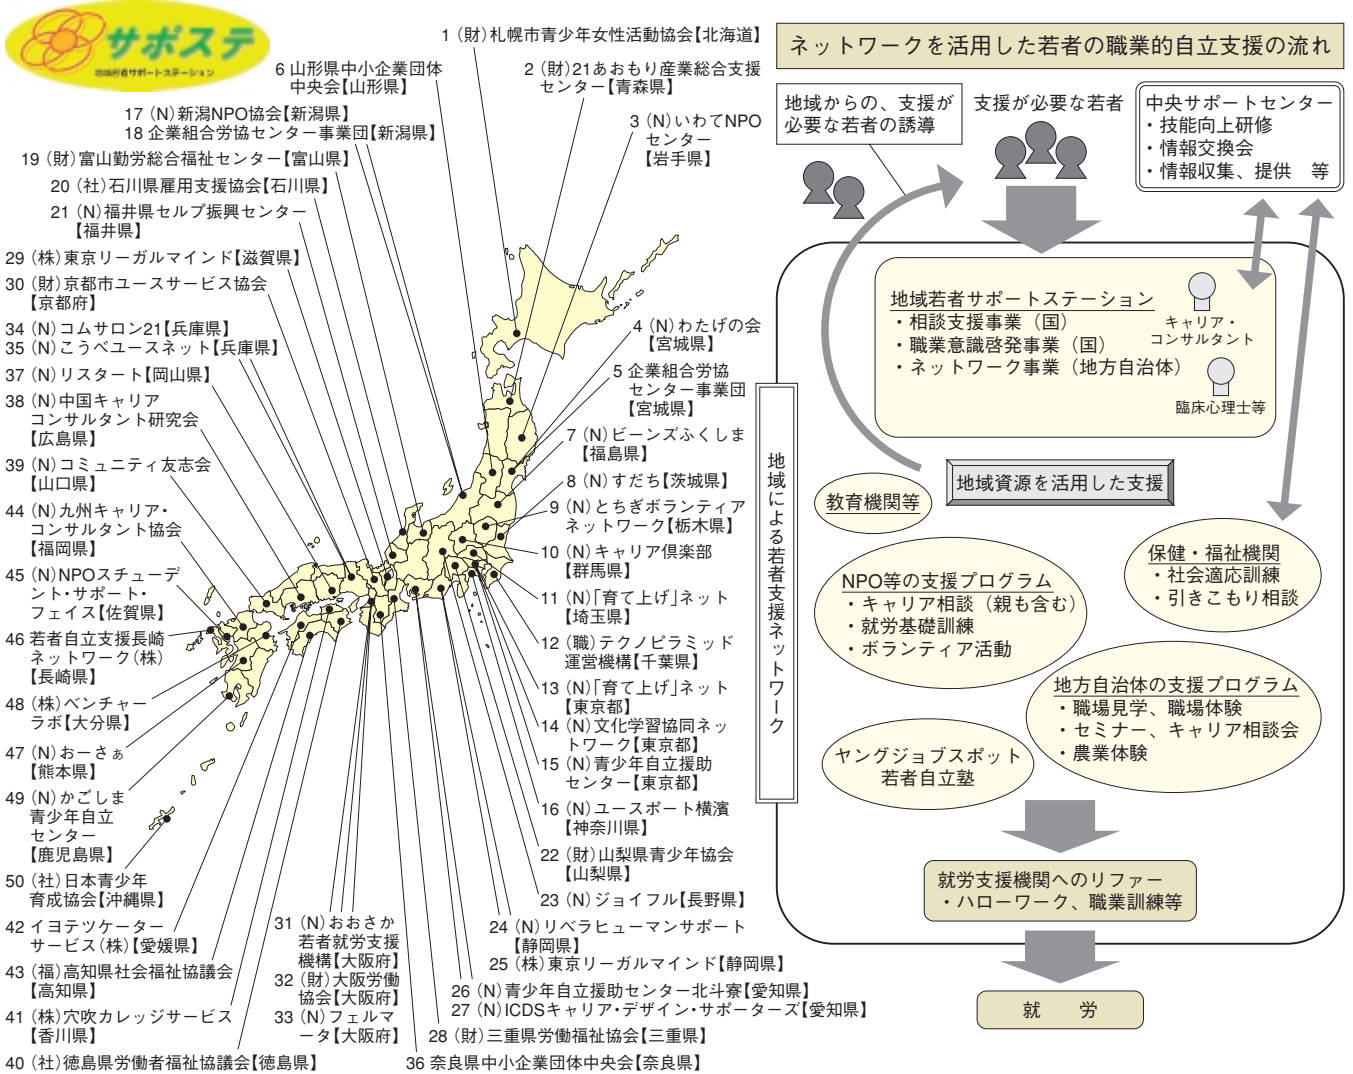 サポステ
地域若者サポートステーション
1 (財)札幌市青少年女性活動協会【北海道】
2 (財)21あおもり産業総合支援
センター【青森県】
3 (N)いわてNPO
センター
【岩手県】
4 (N)わたげの会
【宮城県】
5 企業組合労協
センター事業団
【宮城県】
6 山形県中小企業団体
中央会【山形県】
7 (N)ビーンズふくしま
【福島県】
8 (N)すだち【茨城県】
9 (N)とちぎボランティア
ネットワーク【栃木県】
10 (N)キャリア倶楽部
【群馬県】
11 (N)「育て上げ」ネット
【埼玉県】
12 (職)テクノピラミッド
運営機構【千葉県】
13 (N)「育て上げ」ネット
【東京都】
14 (N)文化学習協同ネッ
トワーク【東京都】
15 (N)青少年自立援助
センター【東京都】
16 (N)ユースポート横濱
【神奈川県】
17 (N)新潟NPO協会【新潟県】
18 企業組合労協センター事業団【新潟県】
19 (財)富山勤労総合福祉センター【富山県】
20 (社)石川県雇用支援協会【石川県】
21 (N)福井県セルプ振興センター
【福井県】
22 (財)山梨県青少年協会
【山梨県】
23 (N)ジョイフル【長野県】
24 (N)リベラヒューマンサポート
【静岡県】
25 (株)東京リーガルマインド【静岡県】
26 (N)青少年自立援助センター北斗寮【愛知県】
27 (N)ICDSキャリア・デザイン・サポーターズ【愛知県】
28 (財)三重県労働福祉協会【三重県】
29 (株)東京リーガルマインド【滋賀県】
30 (財)京都市ユースサービス協会
【京都府】
31 (N)おおさか
若者就労支援
機構【大阪府】
32 (財)大阪労働
協会【大阪府】
33 (N)フェルマ
ータ【大阪府】
34 (N)コムサロン21【兵庫県】
35 (N)こうべユースネット【兵庫県】
36 奈良県中小企業団体中央会【奈良県】
37 (N)リスタート【岡山県】
38 (N)中国キャリア
コンサルタント研究会
【広島県】
39 (N)コミュニティ友志会
【山口県】
44 (N)九州キャリア・
コンサルタント協会
【福岡県】
45 (N)NPOスチューデ
ント・サポート・
フェイス【佐賀県】
46 若者自立支援長崎
ネットワーク(株)
【長崎県】
48 (株)ベンチャー
ラボ【大分県】
47 (N)おーさぁ
【熊本県】
49 (N)かごしま
青少年自立
センター
【鹿児島県】
50 (社)日本青少年
育成協会【沖縄県】
42 イヨテツケーター
サービス(株)【愛媛県】
43 (福)高知県社会福祉協議会
【高知県】
41 (株)穴吹カレッジサービス
【香川県】
40 (社)徳島県労働者福祉協議会【徳島県】
ネットワークを活用した若者の職業的自立支援の流れ
地域からの、支援が
必要な若者の誘導
支援が必要な若者
中央サポートセンター
・技能向上研修
・情報交換会
・情報収集、提供 等
地域若者サポートステーション
・相談支援事業(国)
・職業意識啓発事業(国)
・ネットワーク事業(地方自治体)
キャリア・
コンサルタント
臨床心理士等
地域による若者支援ネットワーク
地域資源を活用した支援
教育機関等
保健・福祉機関
・社会適応訓練
・引きこもり相談
NPO等の支援プログラム
・キャリア相談(親も含む)
・就労基礎訓練
・ボランティア活動
地方自治体の支援プログラム
・職場見学、職場体験
・セミナー、キャリア相談会
・農業体験
ヤングジョブスポット
若者自立塾
就労支援機関へのリファー
・ハローワーク、職業訓練等
就 労